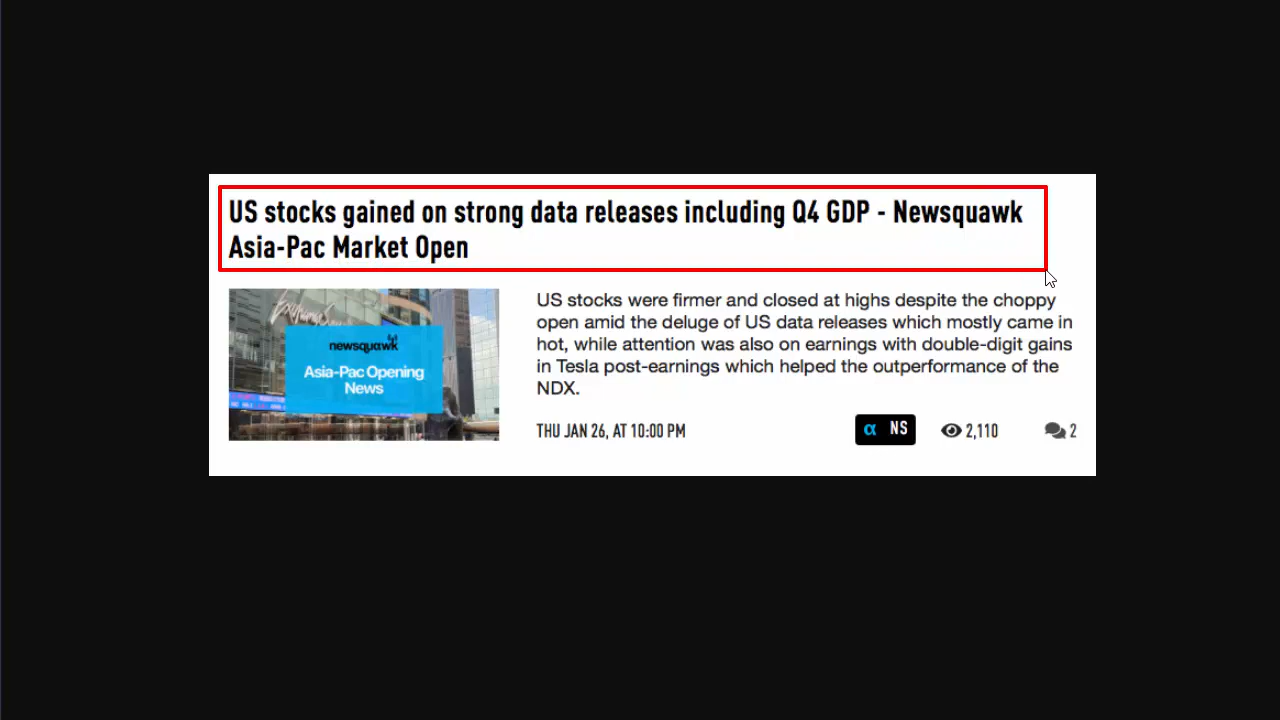 US stocks gained on strong data releases including Q4 GDP - Newsquawk
Asia-Pac Market Open
Exchange Square
newsquawk
Asia-Pac Opening
News
US stocks were firmer and closed at highs despite the choppy
open amid the deluge of US data releases which mostly came in
hot, while attention was also on earnings with double-digit gains
in Tesla post-earnings which helped the outperformance of the
NDX.
THU JAN 26, AT 10:00 PM
α NS
2,110
2